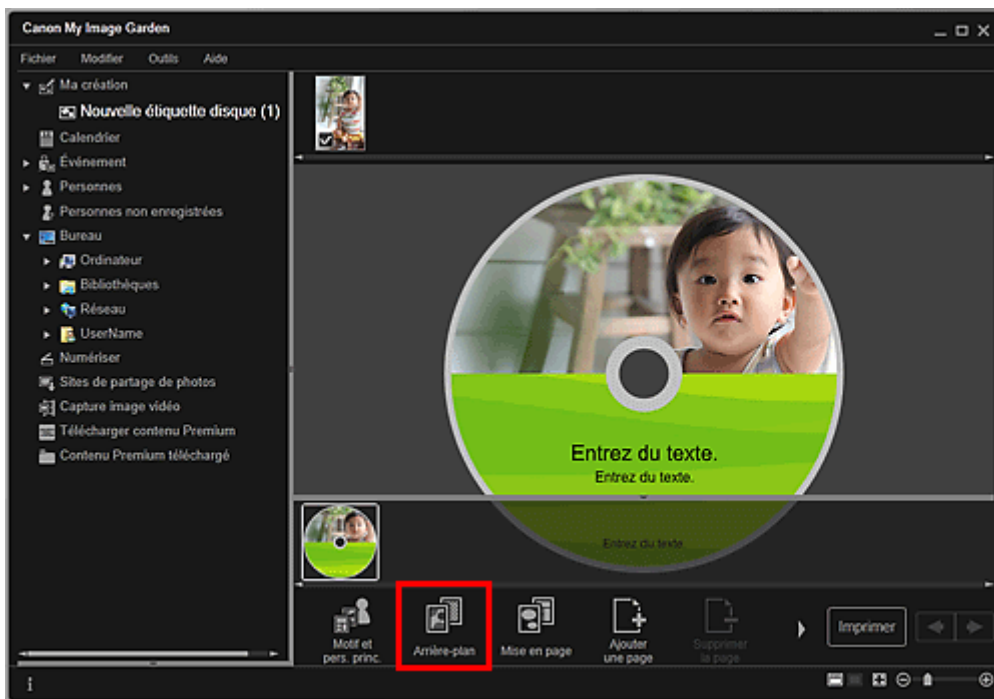 Canon My Image Garden
Fichier Modifier Outils Aide
Ma création
Nouvelle étiquette disque (1)
Calendrier
Événement
Personnes
Personnes non enregistrées
Bureau
Ordinateur
Bibliothèques
Réseau
UserName
Numériser
Sites de partage de photos
Capture image vidéo
Télécharger contenu Premium
Contenu Premium téléchargé
Entrez du texte.
Entrez du texte.
Entrez du texte
Motif et
pers. princ.
Arrière-plan
Mise en page
Ajouter
une page
Supprimer
la page
Imprimer